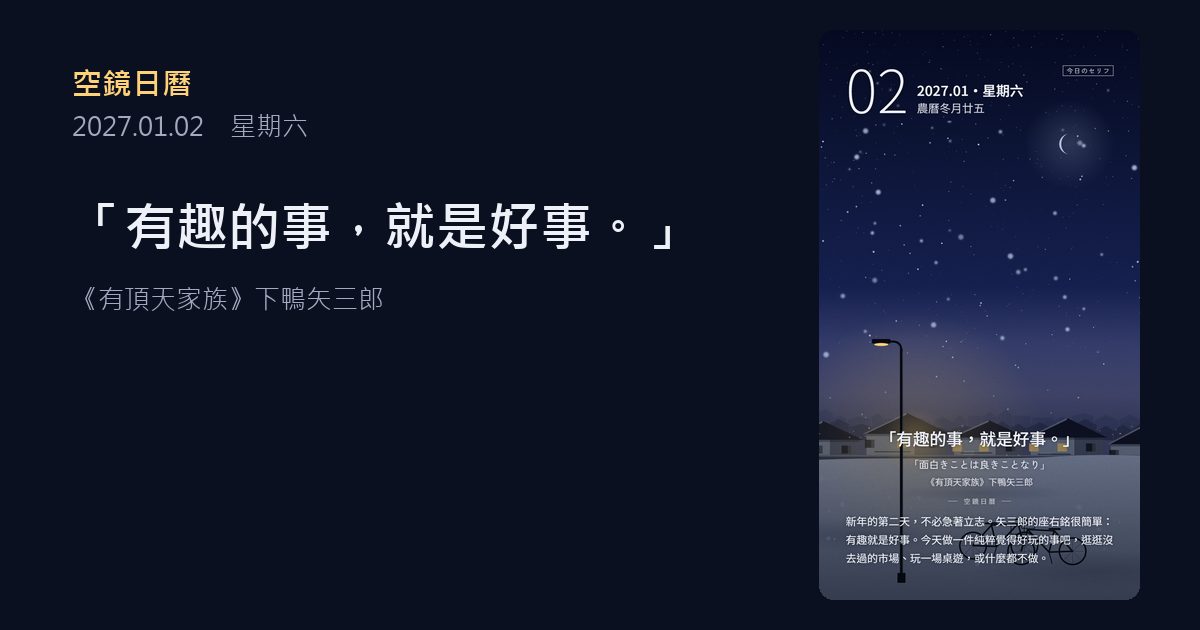 空鏡日曆
2027.01.02 星期六
「有趣的事，就是好事。」
《有頂天家族》下鴨矢三郎
今日のセリフ
02
2027.01・星期六
農曆冬月廿五
「有趣的事，就是好事。」
「面白きことは良きことなり」
《有頂天家族》下鴨矢三郎
空鏡日曆
新年的第二天，不必急著立志。矢三郎的座右銘很簡單：
有趣就是好事。今天做一件純粹覺得好玩的事吧，逛逛沒
去過的市場、玩一場桌遊，或什麼都不做。